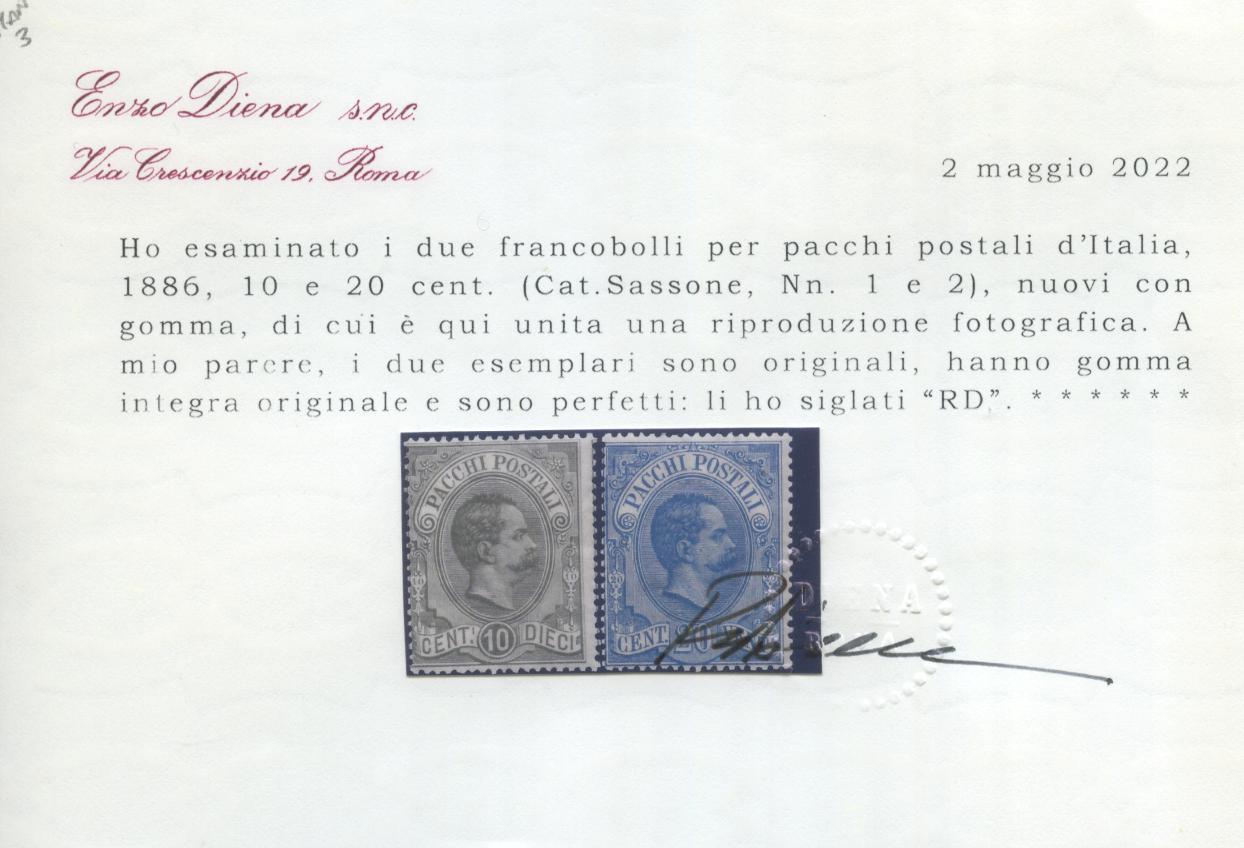 3
Enzo Diena s.n.c.
Via Crescenzio 19, Roma
2 maggio 2022
Ho esaminato i due francobolli per pacchi postali d’Italia,
1886, 10 e 20 cent. (Cat.Sassone, Nn. 1 e 2), nuovi con
gomma, di cui è qui unita una riproduzione fotografica. A
mio parere, i due esemplari sono originali, hanno gomma
integra originale e sono perfetti: li ho siglati “RD”. * * * * * *
PACCHI POSTALI
CENT. 10 DIECI
PACCHI POSTALI
CENT. 20